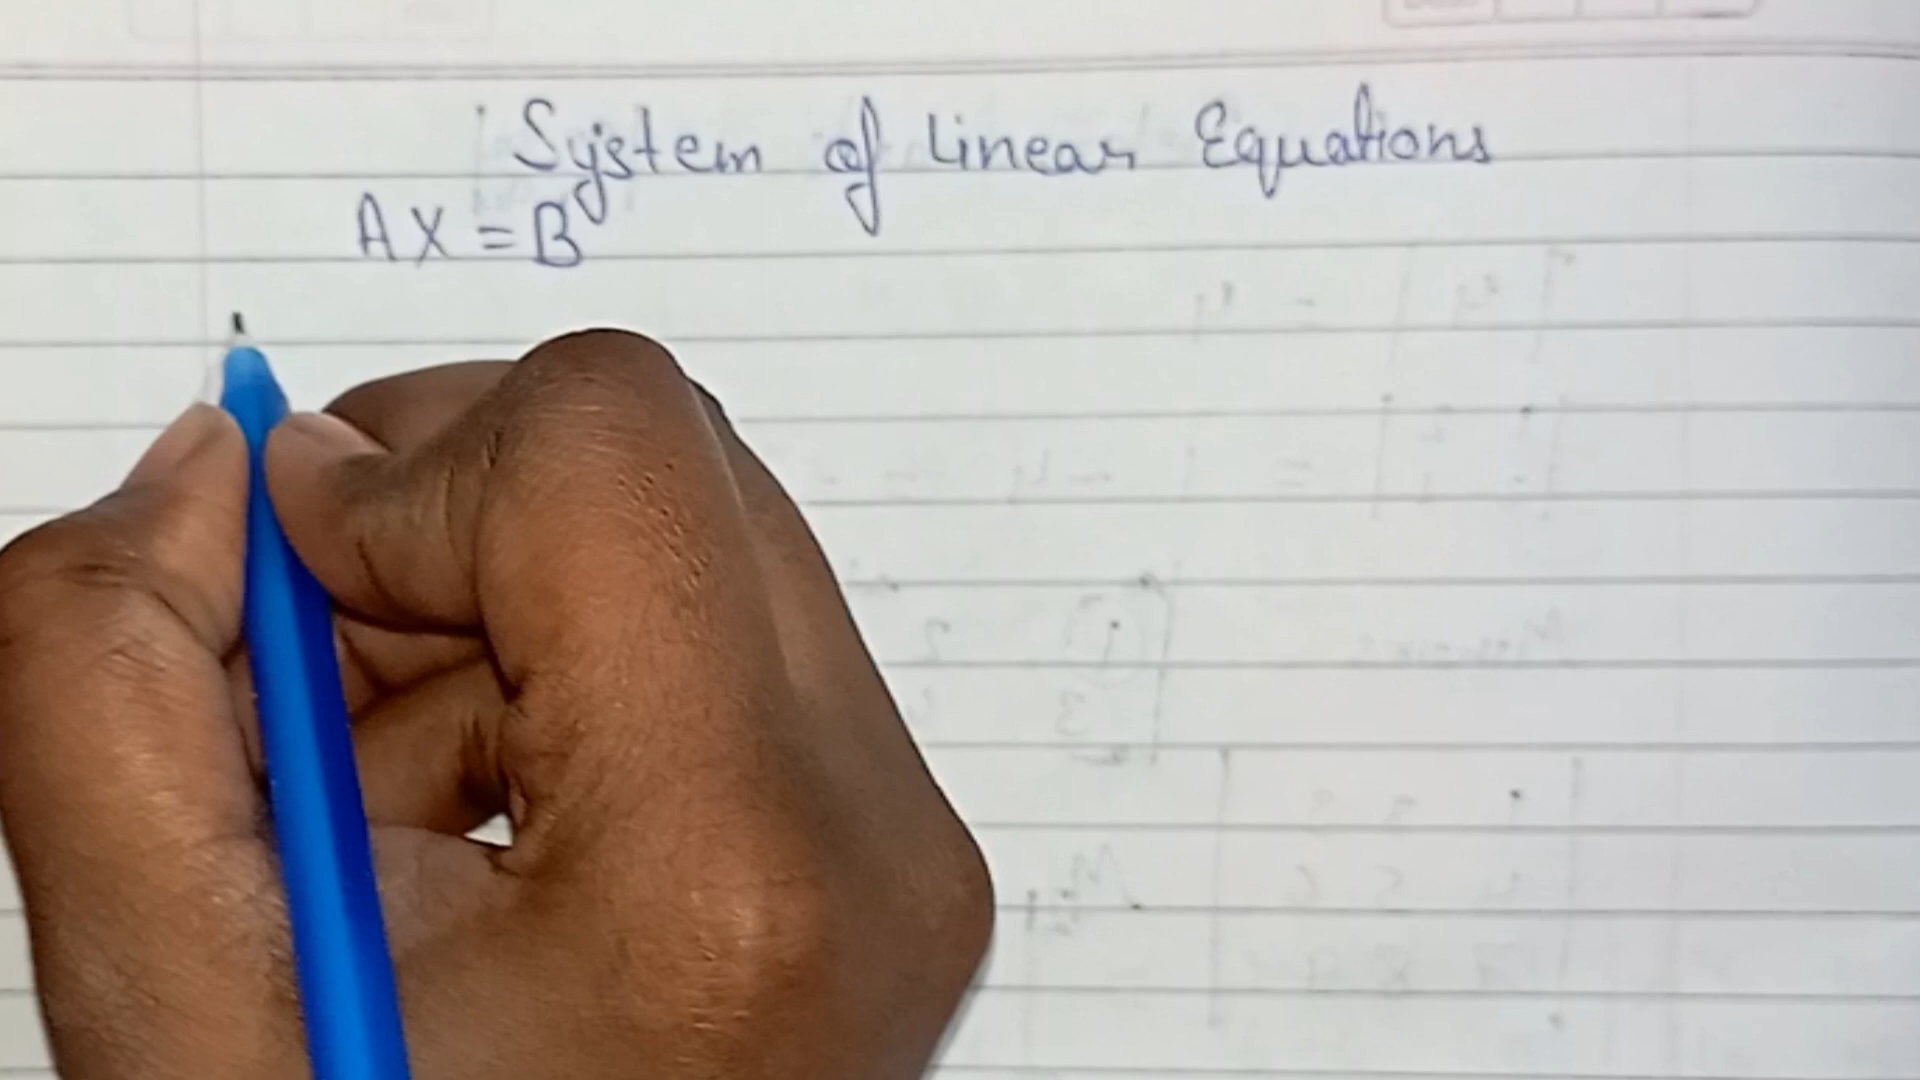 System of Linear Equations
AX = B